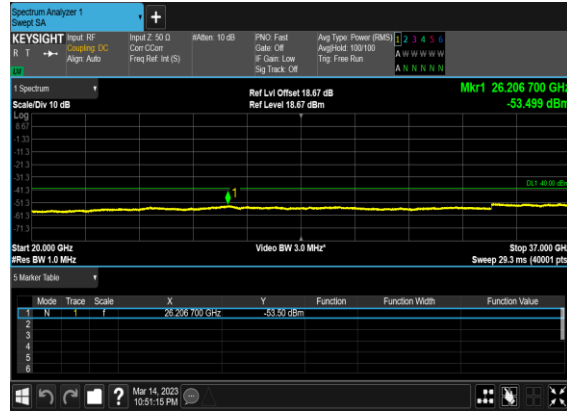 Spectrum Analyzer 1
Swept SA
+
KEYSIGHT
R T
Input: RF
Coupling: DC
Align: Auto
Input Z: 50 Ω
Corr CCorr
Freq Ref: Int (S)
#Atten: 10 dB
PNO: Fast
Gate: Off
IF Gain: Low
Sig Track: Off
Avg Type: Power (RMS)
Avg|Hold: 100/100
Trig: Free Run
1 2 3 4 5 6
A W W W W W
A N N N N N
1 Spectrum
Scale/Div 10 dB
Ref Lvl Offset 18.67 dB
Ref Level 18.67 dBm
Mkr1 26.206 700 GHz
-53.499 dBm
Log
8.67
-1.33
-11.3
-21.3
-31.3
-41.3
-51.3
-61.3
-71.3
1
DL1 -40.00 dBm
Start 20.000 GHz
#Res BW 1.0 MHz
Video BW 3.0 MHz*
Stop 37.000 GHz
Sweep 29.3 ms (40001 pts)
5 Marker Table
Mode Trace Scale X Y Function Function Width Function Value
1 N 1 f 26.206 700 GHz -53.50 dBm
2
3
4
5
6
?
Mar 14, 2023
10:51:15 PM